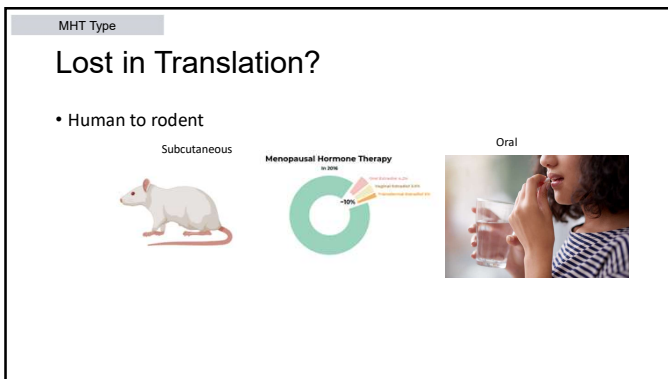 MHT Type
Lost in Translation?
• Human to rodent
Subcutaneous
Oral
Menopausal Hormone Therapy
in 2016
~10%